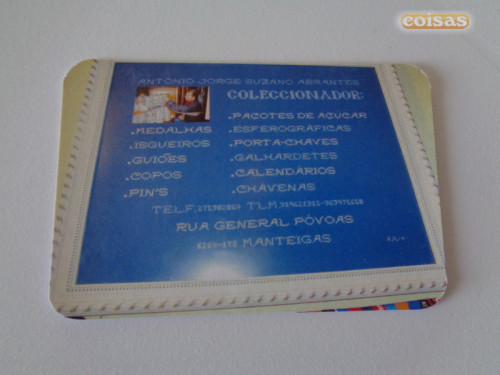 coisas
ANTÓNIO JORGE SUZANO ABRANTES
COLECCIONADOR:
.MEDALHAS
.ISQUEIROS
.GUIÕES
.COPOS
.PIN'S
.PACOTES DE AÇUCAR
.ESFEROGRÁFICAS
.PORTA-CHAVES
.GALHARDETES
.CALENDÁRIOS
.CHÁVENAS
TELF. TLM.
RUA GENERAL PÓVOAS
MANTEIGAS